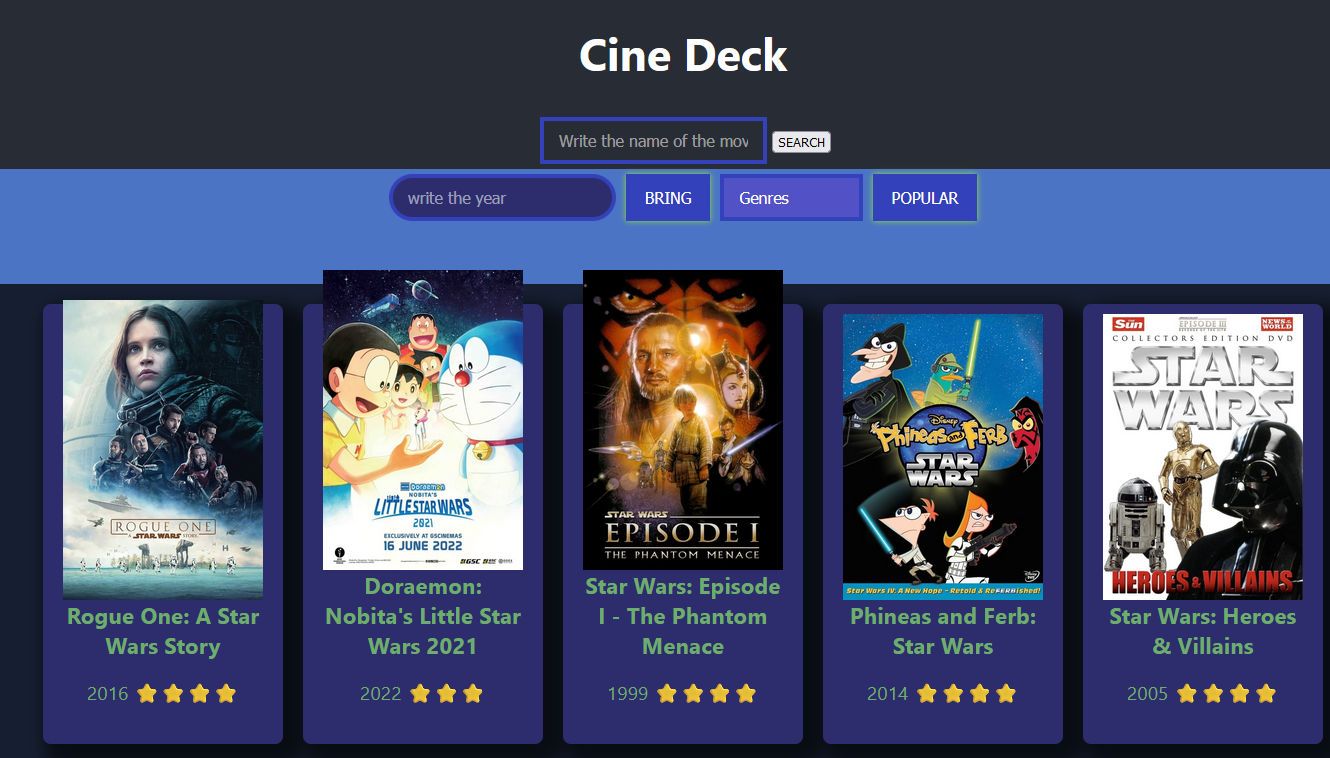 Cine Deck
Write the name of the mov
SEARCH
write the year
BRING
Genres
POPULAR
ROGUE ONE
A STAR WARS STORY
Rogue One: A Star
Wars Story
2016
DORAEMON
NOBITA'S
LITTLE STAR WARS
2021
EXCLUSIVELY AT GSCINEMAS
16 JUNE 2022
GSC
Doraemon:
Nobita's Little Star
Wars 2021
2022
STAR WARS
EPISODE I
THE PHANTOM MENACE
Star Wars: Episode
I - The Phantom
Menace
1999
Disney
Phineas and Ferb
STAR WARS
Star Wars IV: A New Hope - Retold & ReFERBished!
Phineas and Ferb:
Star Wars
2014
THE Sun
EPISODE III
NEWS OF THE WORLD
COLLECTORS EDITION DVD
STAR
WARS
HEROES & VILLAINS
Star Wars: Heroes
& Villains
2005